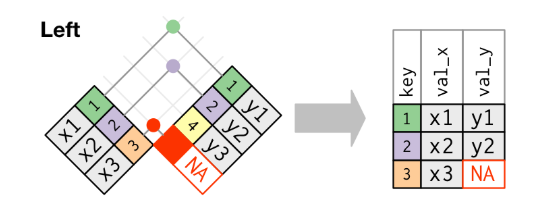 Left
1 x1
2 x2
3 x3
1 y1
2 y2
4 y3
NA
key val_x val_y
1 x1 y1
2 x2 y2
3 x3 NA